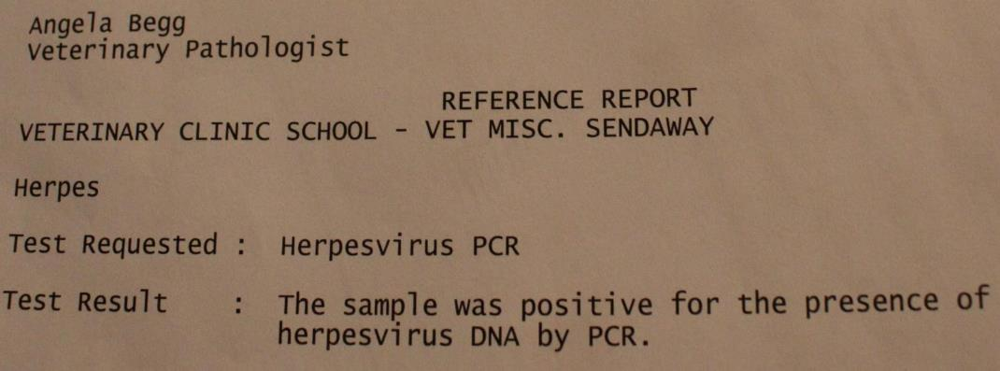 Angela Begg
Veterinary Pathologist
REFERENCE REPORT
VETERINARY CLINIC SCHOOL - VET MISC. SENDAWAY
Herpes
Test Requested : Herpesvirus PCR
Test Result : The sample was positive for the presence of
herpesvirus DNA by PCR.